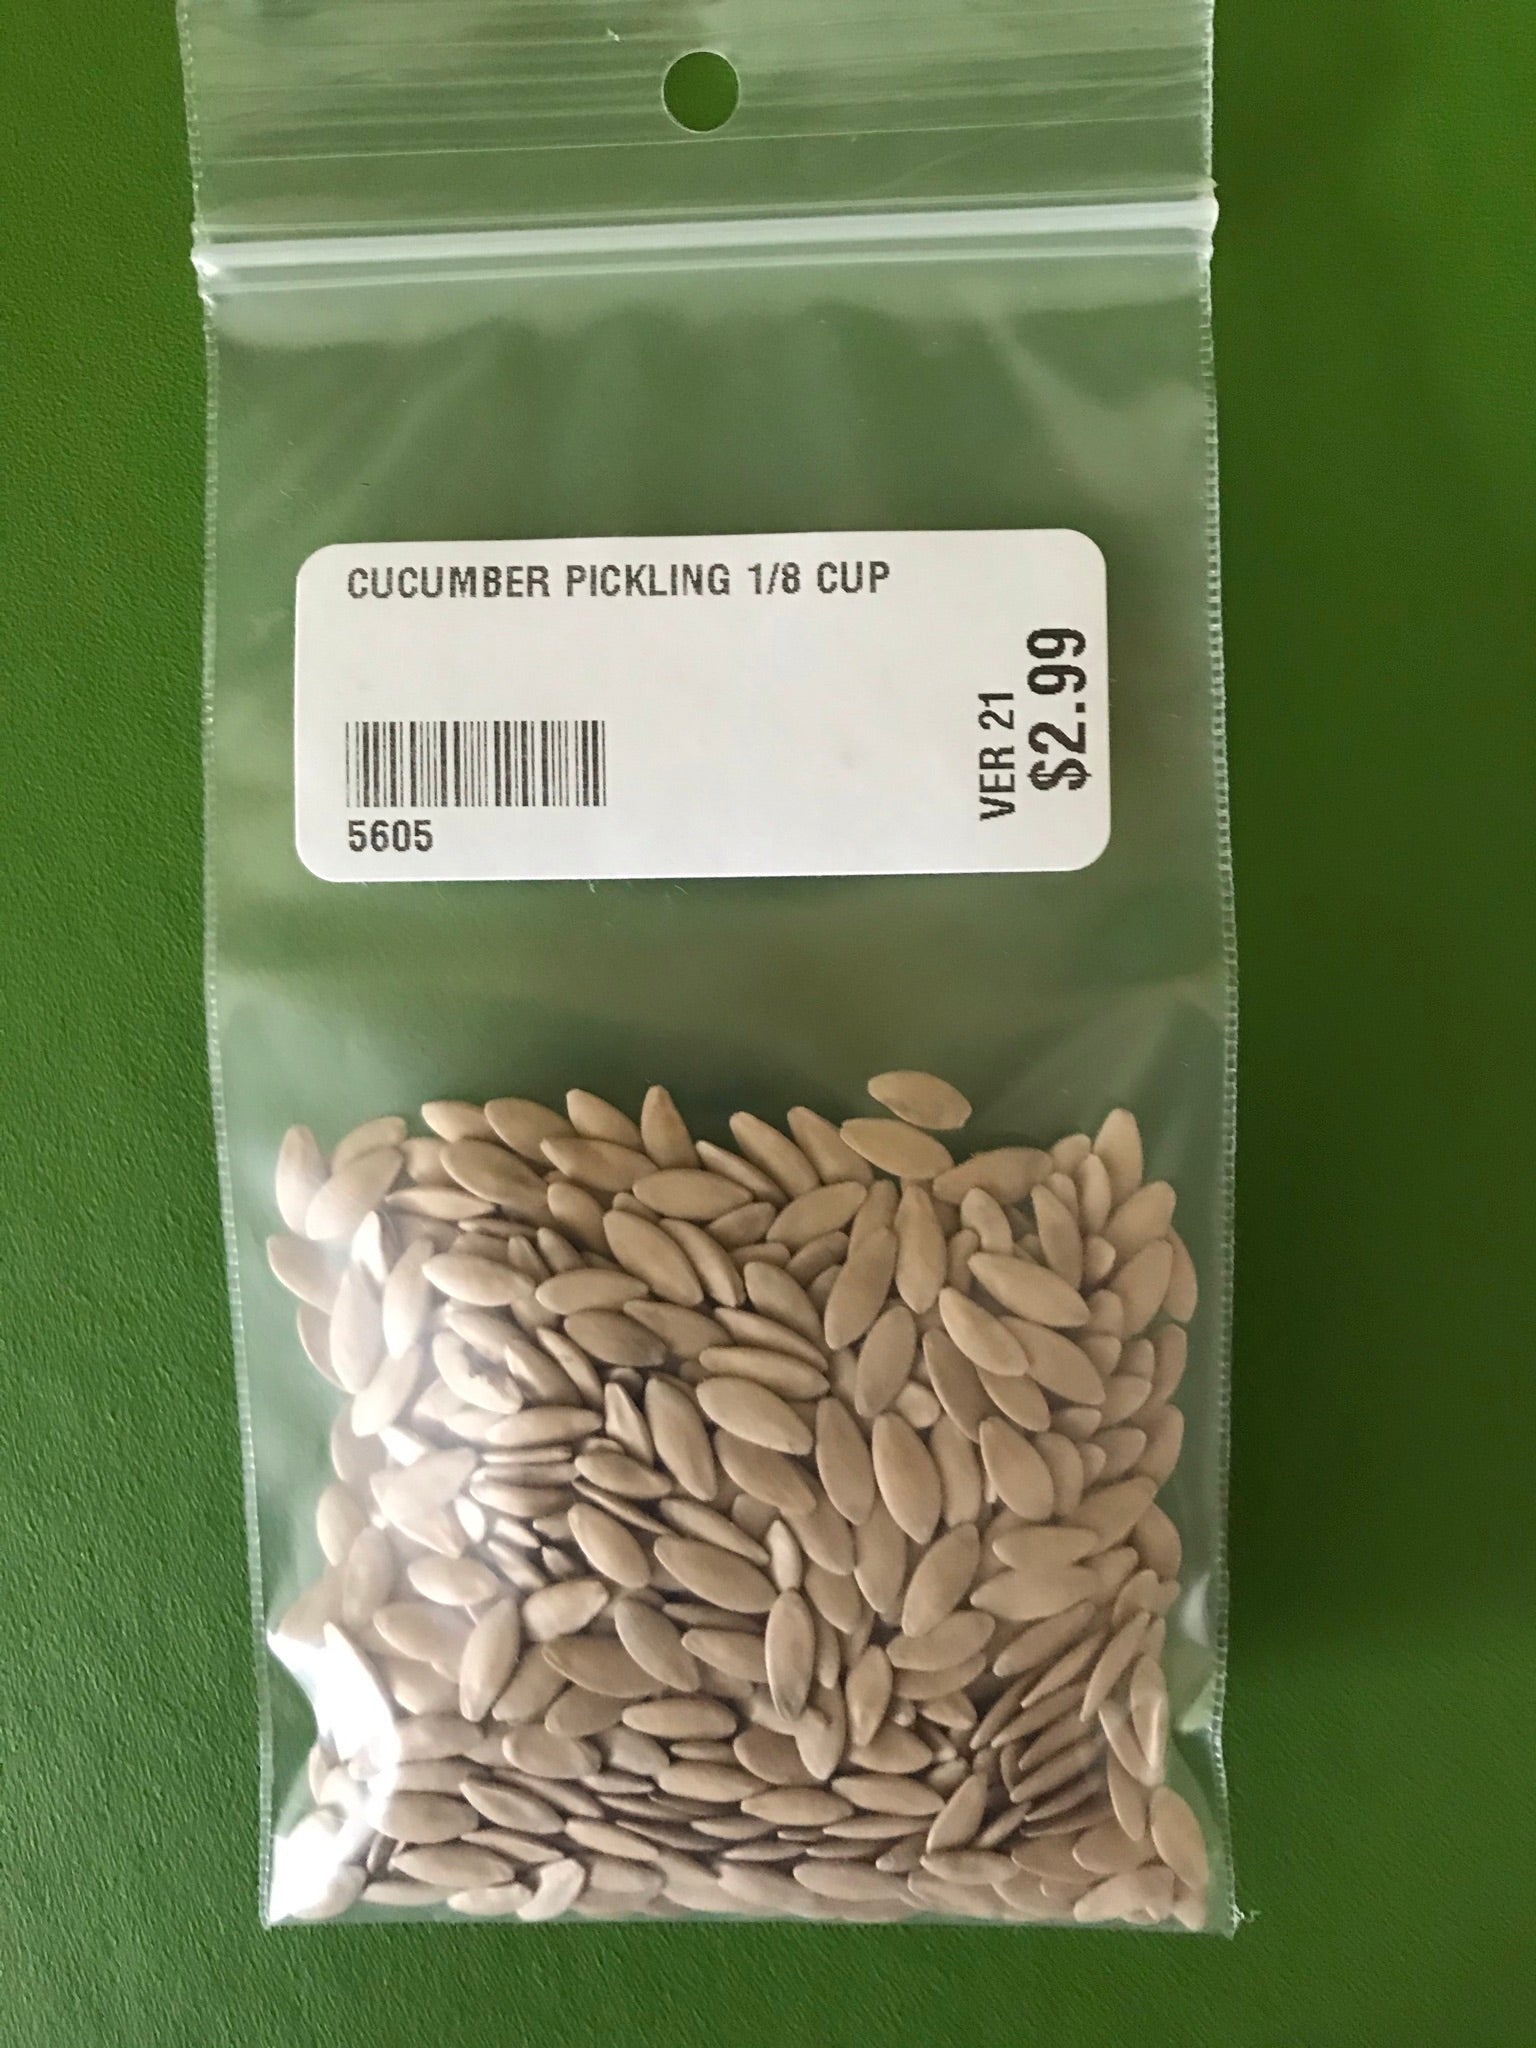 CUCUMBER PICKLING 1/8 CUP
5605
VER 21
$2.99